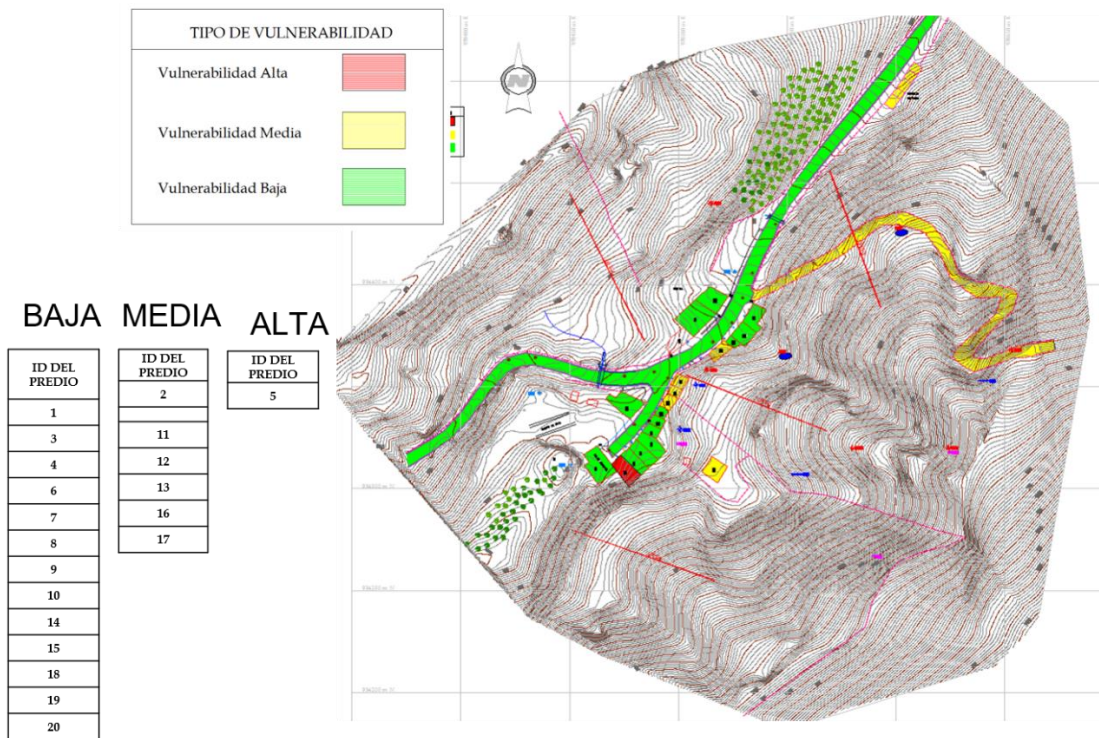 TIPO DE VULNERABILIDAD
Vulnerabilidad Alta
Vulnerabilidad Media
Vulnerabilidad Baja
N
BAJA
ID DEL
PREDIO
1
3
4
6
7
8
9
10
14
15
18
19
20
MEDIA
ID DEL
PREDIO
2
11
12
13
16
17
ALTA
ID DEL
PREDIO
5